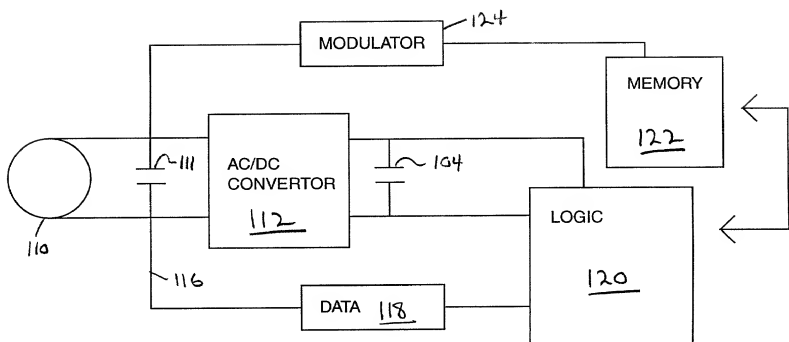 124
MODULATOR
MEMORY
122
111
AC/DC
CONVERTOR
112
104
LOGIC
110
116
120
DATA 118